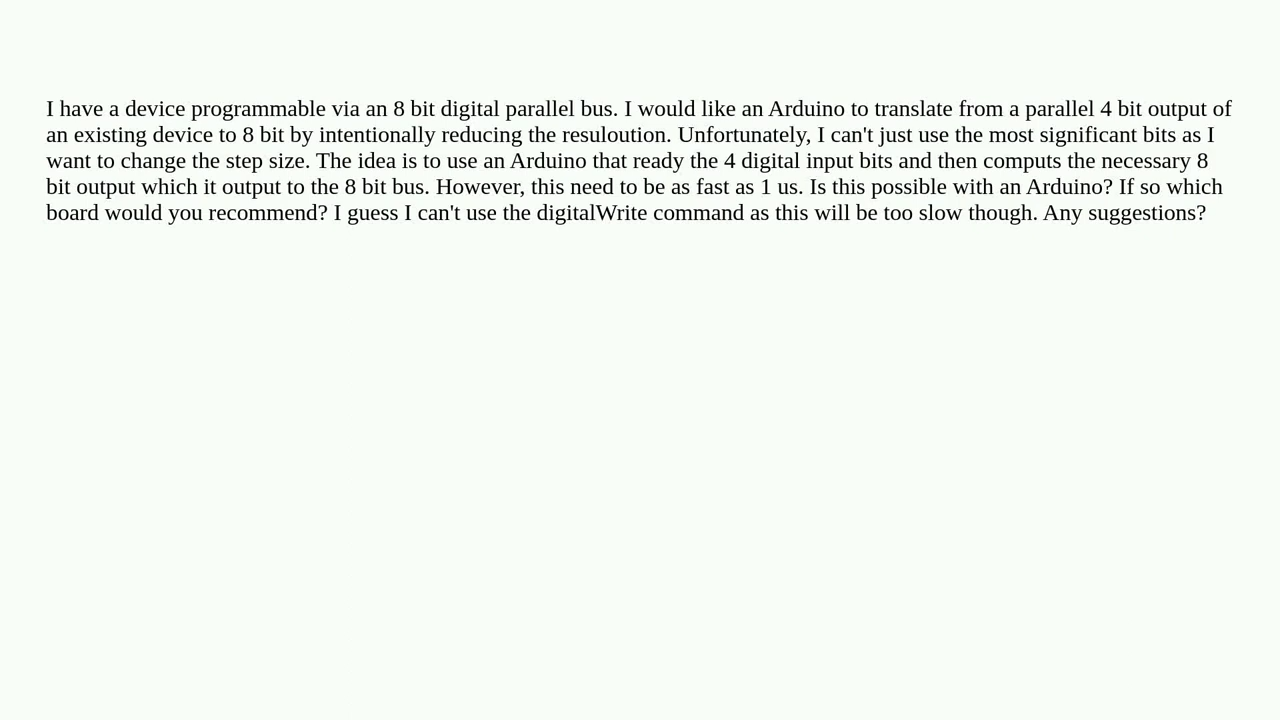 I have a device programmable via an 8 bit digital parallel bus. I would like an Arduino to translate from a parallel 4 bit output of
an existing device to 8 bit by intentionally reducing the resuloution. Unfortunately, I can't just use the most significant bits as I
want to change the step size. The idea is to use an Arduino that ready the 4 digital input bits and then computs the necessary 8
bit output which it output to the 8 bit bus. However, this need to be as fast as 1 us. Is this possible with an Arduino? If so which
board would you recommend? I guess I can't use the digitalWrite command as this will be too slow though. Any suggestions?